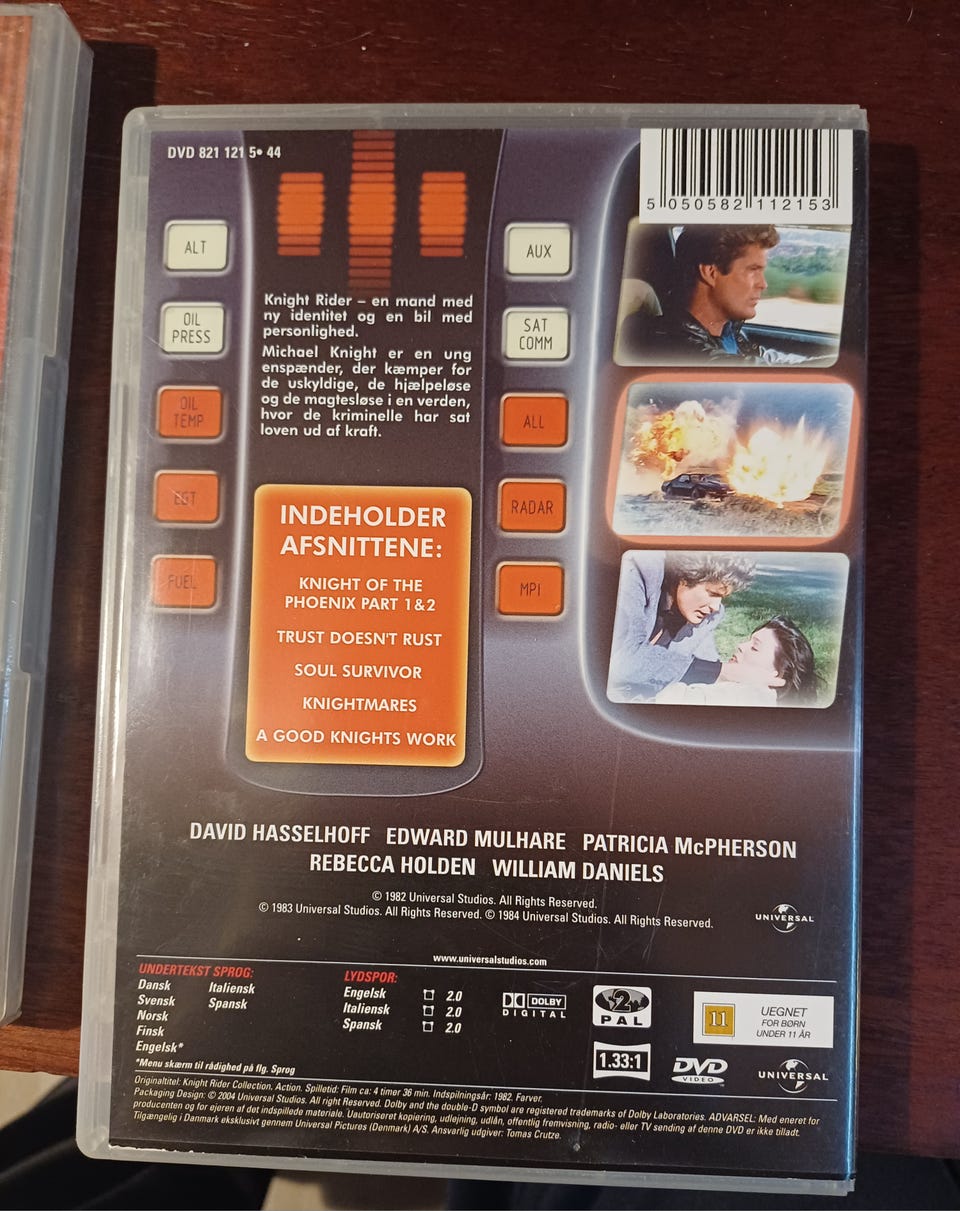 DVD 821 121 5• 44
5 050582 112153
ALT
AUX
OIL
PRESS
SAT
COMM
OIL
TEMP
ALL
EGT
RADAR
FUEL
MPI
Knight Rider – en mand med
ny identitet og en bil med
personlighed.
Michael Knight er en ung
enspænder, der kæmper for
de uskyldige, de hjælpeløse
og de magtesløse i en verden,
hvor de kriminelle har sat
loven ud af kraft.
INDEHOLDER
AFSNITTENE:
KNIGHT OF THE
PHOENIX PART 1&2
TRUST DOESN'T RUST
SOUL SURVIVOR
KNIGHTMARES
A GOOD KNIGHTS WORK
DAVID HASSELHOFF EDWARD MULHARE PATRICIA McPHERSON
REBECCA HOLDEN WILLIAM DANIELS
© 1982 Universal Studios. All Rights Reserved.
© 1983 Universal Studios. All Rights Reserved. © 1984 Universal Studios. All Rights Reserved.
UNIVERSAL
www.universalstudios.com
UNDERTEKST SPROG:
Dansk Italiensk
Svensk Spansk
Norsk
Finsk
Engelsk*
*Menu skærm til rådighed på flg. Sprog
LYDSPOR:
Engelsk 2.0
Italiensk 2.0
Spansk 2.0
DOLBY
DIGITAL
2
PAL
11
UEGNET
FOR BØRN
UNDER 11 ÅR
1.33:1
DVD
VIDEO
UNIVERSAL
Originaltitel: Knight Rider Collection. Action. Spilletid: Film ca: 4 timer 36 min. Indspilningsår: 1982. Farver.
Packaging Design: © 2004 Universal Studios. All right Reserved. Dolby and the double-D symbol are registered trademarks of Dolby Laboratories. ADVARSEL: Med eneret for
producenten og for ejeren af det indspillede materiale. Uautoriseret kopiering, udlejning, udlån, offentlig fremvisning, radio- eller TV sending af denne DVD er ikke tilladt.
Tilgængelig i Danmark eksklusivt gennem Universal Pictures (Denmark) A/S. Ansvarlig udgiver: Tomas Crutze.